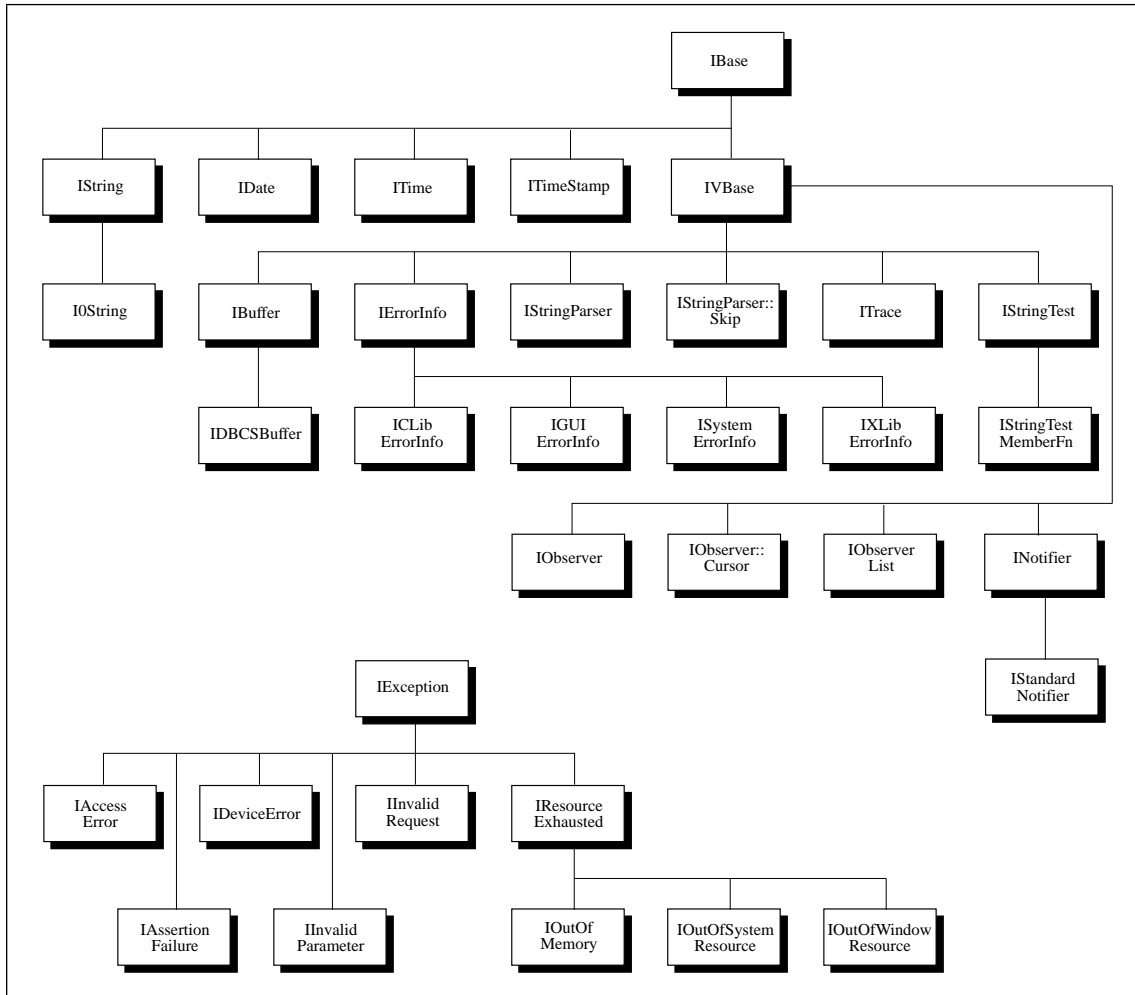 IBase
IString
IDate
ITime
ITimeStamp
IVBase
I0String
IBuffer
IErrorInfo
IStringParser
IStringParser::
Skip
ITrace
IStringTest
IDBCSBuffer
ICLib
ErrorInfo
IGUI
ErrorInfo
ISystem
ErrorInfo
IXLib
ErrorInfo
IStringTest
MemberFn
IObserver
IObserver::
Cursor
IObserver
List
INotifier
IStandard
Notifier
IException
IAccess
Error
IDeviceError
IInvalid
Request
IResource
Exhausted
IAssertion
Failure
IInvalid
Parameter
IOutOf
Memory
IOutOfSystem
Resource
IOutOfWindow
Resource